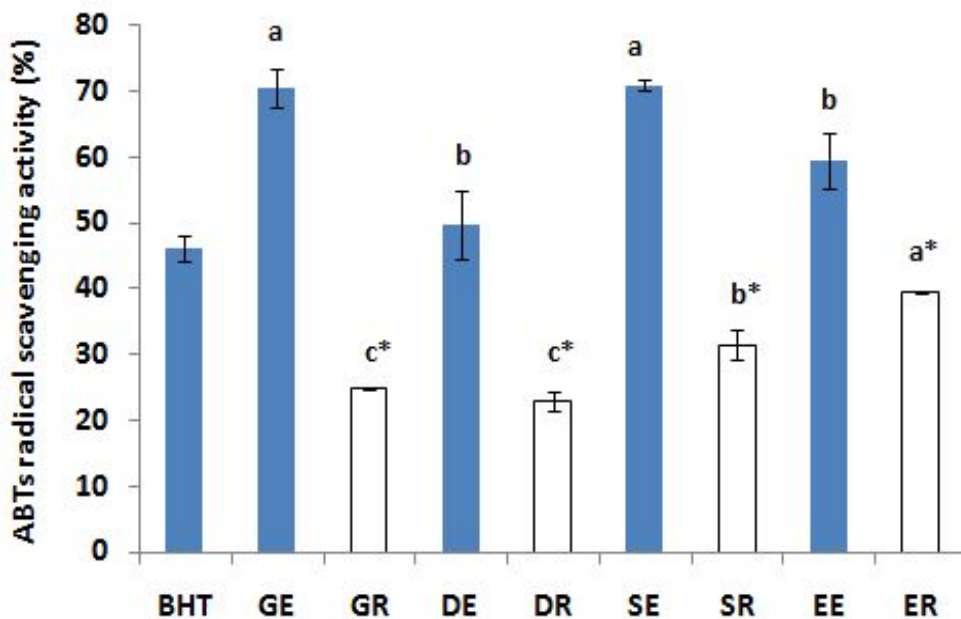 ABTs radical scavenging activity (%)
80
70
60
50
40
30
20
10
0
a
c*
b
c*
a
b*
b
a*
BHT GE GR DE DR SE SR EE ER